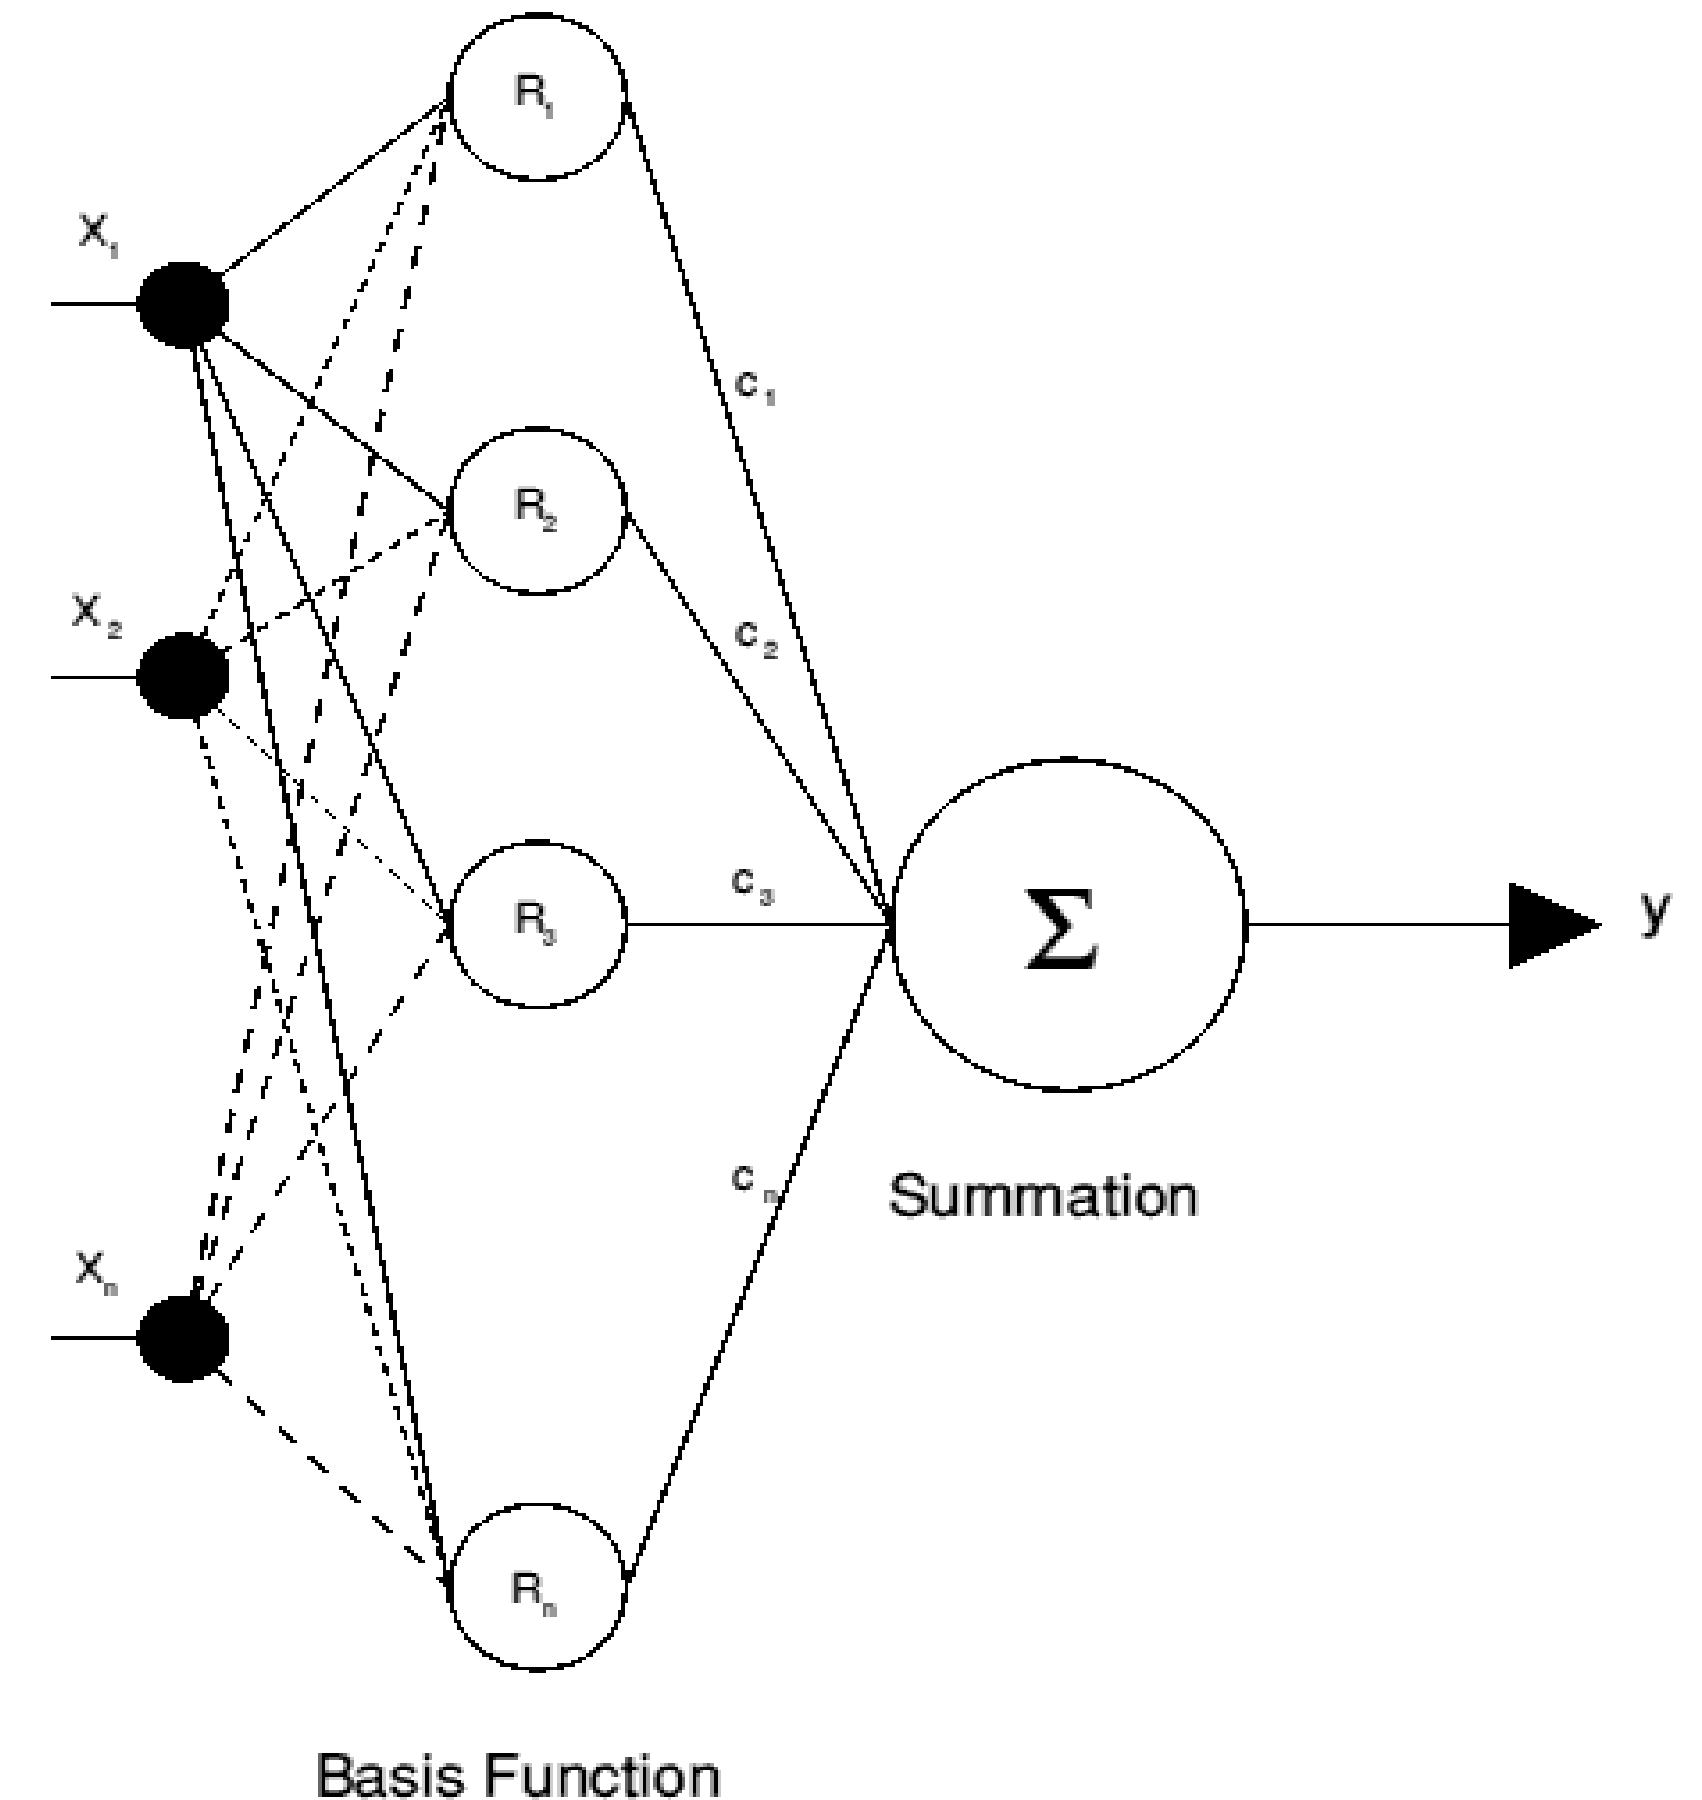 R₁
X₁
c₁
R₂
X₂
c₂
c₃
R₃
Σ
y
cₙ
Summation
Xₙ
Rₙ
Basis Function